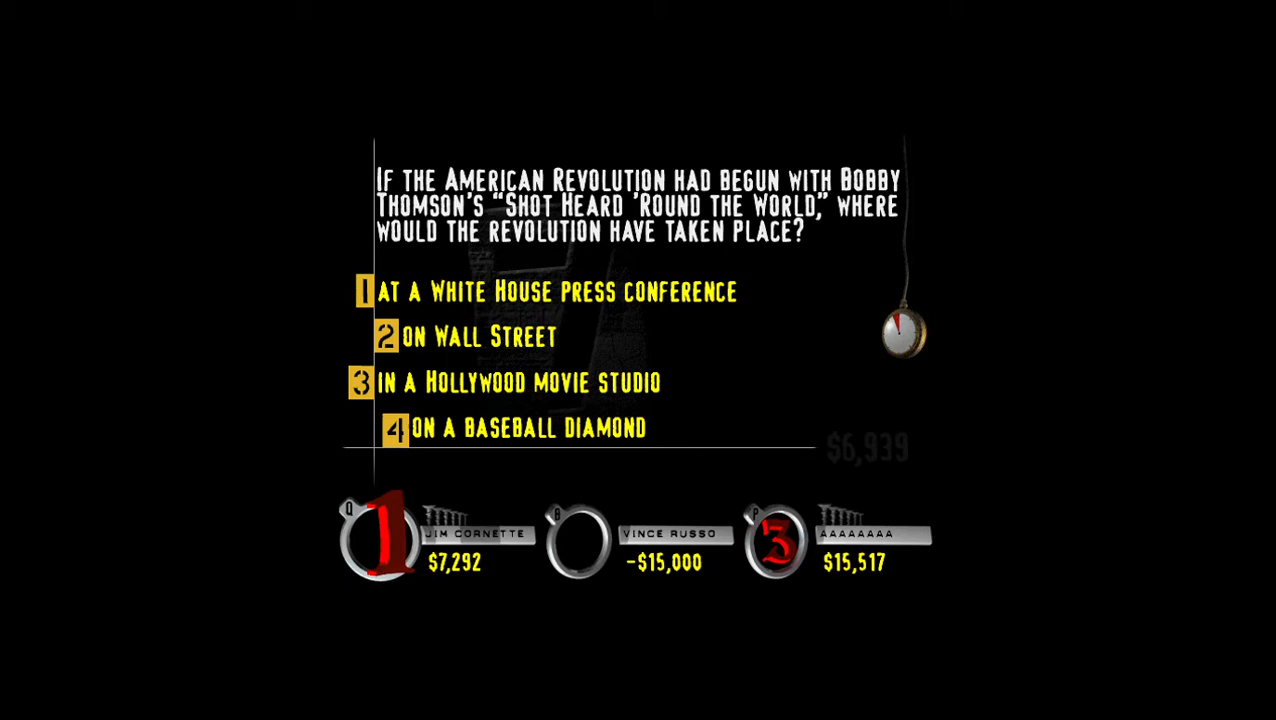 If the American Revolution had begun with Bobby
Thomson's "Shot Heard 'Round the World," where
would the revolution have taken place?
1 at a White House press conference
2 on Wall Street
3 in a Hollywood movie studio
4 on a baseball diamond
$6,939
Q 1 JIM CORNETTE B VINCE RUSSO P 3 AAAAAAAA
$7,292 -$15,000 $15,517